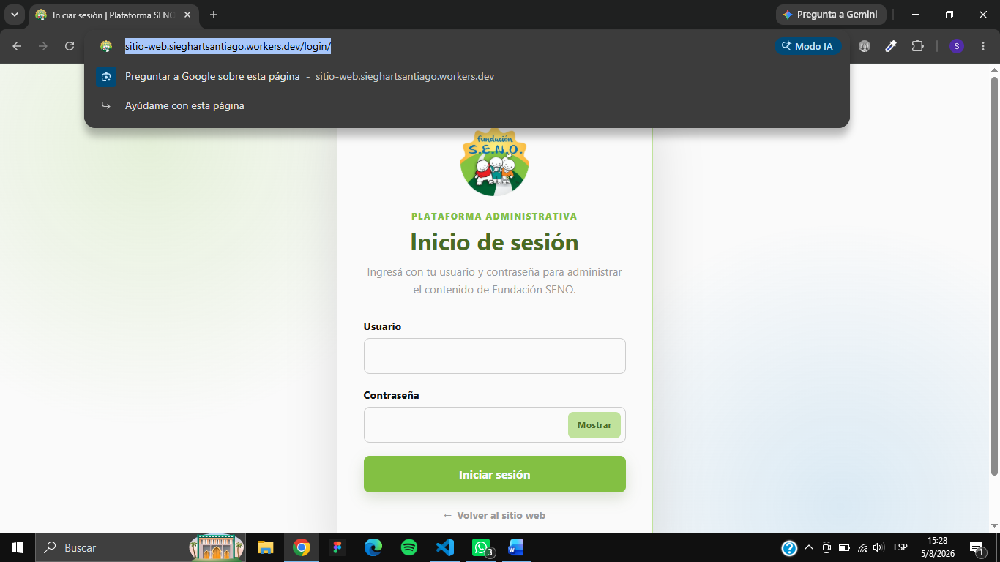 Iniciar sesión | Plataforma SENO
Pregunta a Gemini
sitio-web.sieghartsantiago.workers.dev/login/
Modo IA
S
Preguntar a Google sobre esta página - sitio-web.sieghartsantiago.workers.dev
Ayúdame con esta página
fundación
S.E.N.O.
PLATAFORMA ADMINISTRATIVA
Inicio de sesión
Ingresá con tu usuario y contraseña para administrar
el contenido de Fundación SENO.
Usuario
Contraseña
Mostrar
Iniciar sesión
← Volver al sitio web
Buscar
3
ESP
15:28
5/8/2026
1